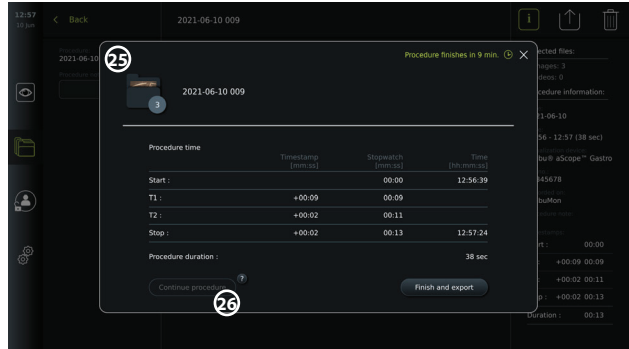 12:57
10 Jun
Back
2021-06-10 009
i
Procedure:
2021-06-10
Procedure
25
Procedure finishes in 9 min.
3
2021-06-10 009
Procedure time
Timestamp
[mm:ss]
Stopwatch
[mm:ss]
Time
[hh:mm:ss]
Start : 00:00 12:56:39
T1 : +00:09 00:09
T2 : +00:02 00:11
Stop : +00:02 00:13 12:57:24
Procedure duration : 38 sec
Continue procedure
?
26
Finish and export
ected files:
mages: 3
deos: 0
cedure information:
1-06-10
56 - 12:57 (38 sec)
bu® aScope™ Gastro
345678
buMon
rt : 00:00
: +00:09 00:09
: +00:02 00:11
p : +00:02 00:13
Duration : 00:13